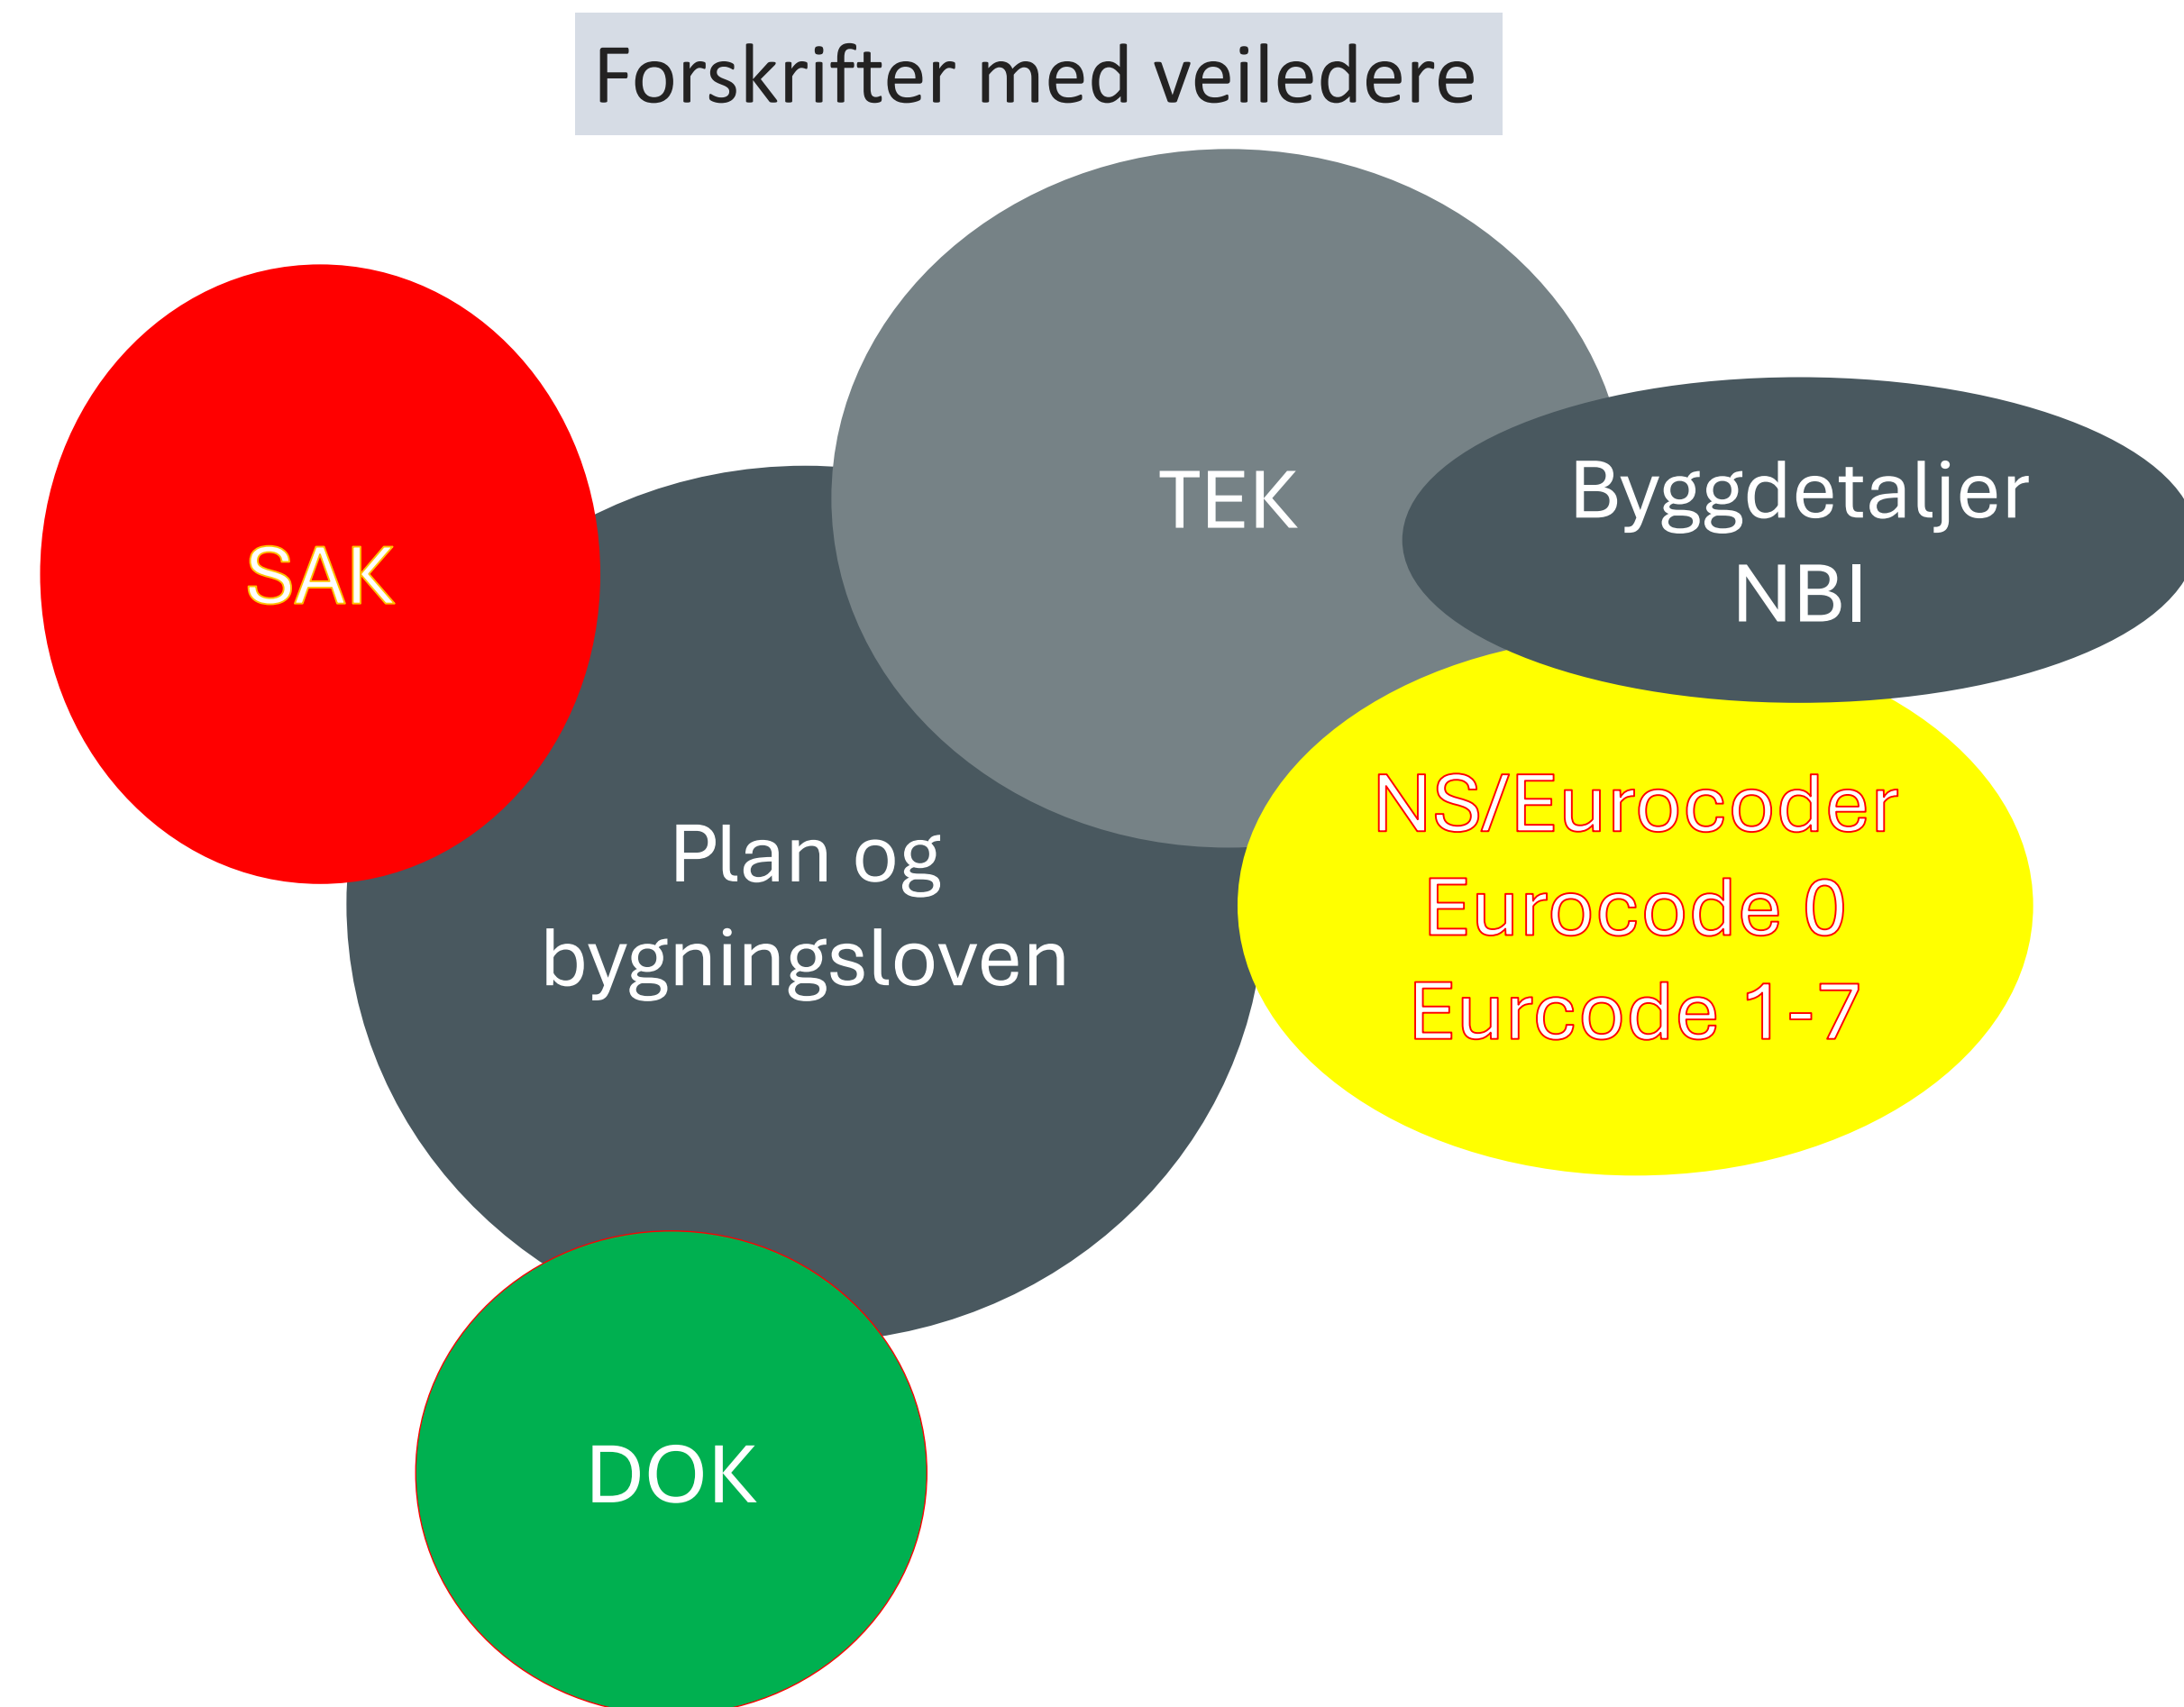 Forskrifter med veiledere
SAK
TEK
Byggdetaljer
NBI
Plan og
bygningsloven
NS/Eurocoder
Eurocode 0
Eurcode 1-7
DOK